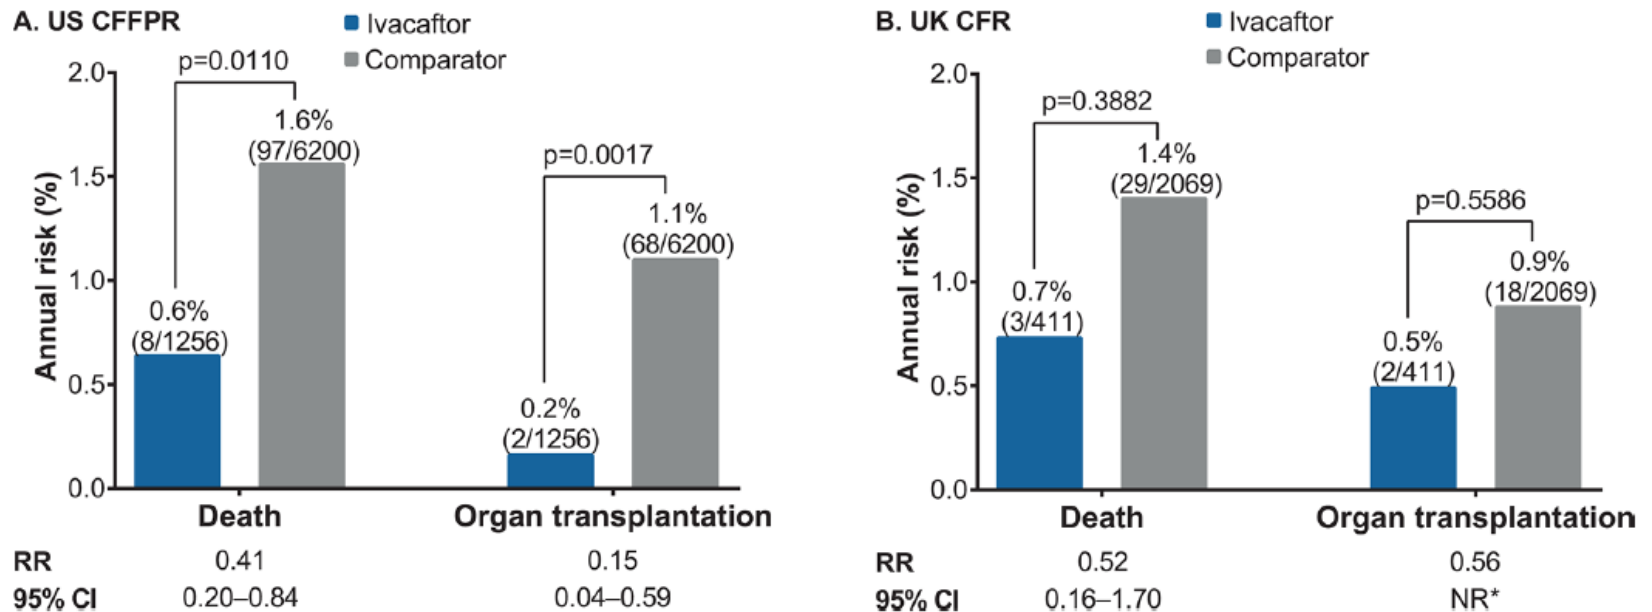 A. US CFFPR
Ivacaftor
Comparator
Annual risk (%)
2.0
1.5
1.0
0.5
0.0
p=0.0110
1.6%
(97/6200)
0.6%
(8/1256)
p=0.0017
1.1%
(68/6200)
0.2%
(2/1256)
Death Organ transplantation
RR 0.41 0.15
95% CI 0.20–0.84 0.04–0.59
B. UK CFR
Ivacaftor
Comparator
Annual risk (%)
2.0
1.5
1.0
0.5
0.0
p=0.3882
1.4%
(29/2069)
0.7%
(3/411)
p=0.5586
0.9%
(18/2069)
0.5%
(2/411)
Death Organ transplantation
RR 0.52 0.56
95% CI 0.16–1.70 NR*